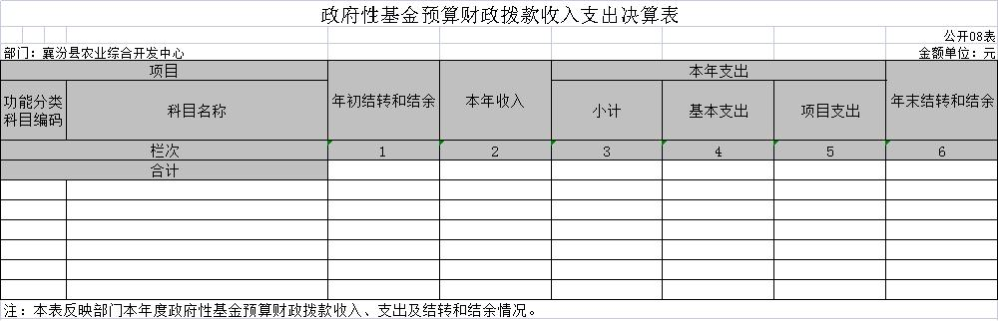 政府性基金预算财政拨款收入支出决算表
公开08表
部门：襄汾县农业综合开发中心 金额单位：元
项目 年初结转和结余 本年收入 本年支出 年末结转和结余
功能分类科目编码 科目名称 小计 基本支出 项目支出
栏次 1 2 3 4 5 6
合计
注：本表反映部门本年度政府性基金预算财政拨款收入、支出及结转和结余情况。